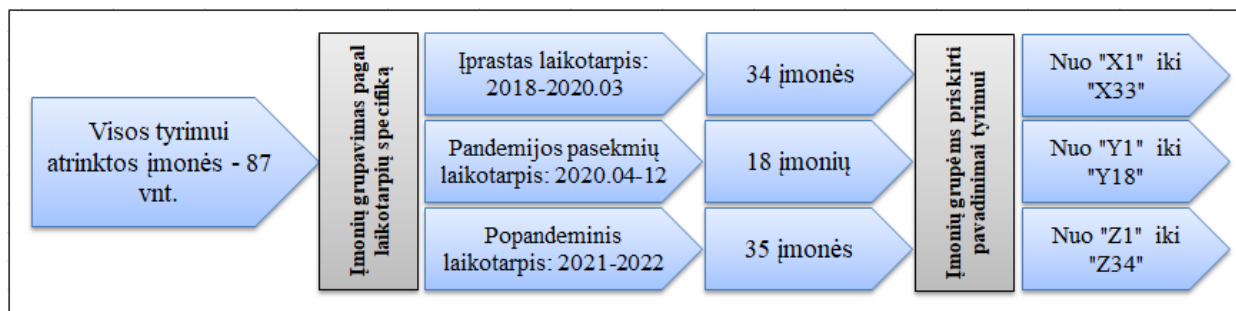 Visos tyrimui
atrinktos įmonės - 87
vnt.
Įmonių grupavimas pagal
laikotarpių specifiką
Įprastas laikotarpis:
2018-2020.03
34 įmonės
Pandemijos pasekmių
laikotarpis: 2020.04-12
18 įmonių
Popandeminis
laikotarpis: 2021-2022
35 įmonės
Įmonių grupėms priskirti
pavadinimai tyrimui
Nuo "X1" iki
"X33"
Nuo "Y1" iki
"Y18"
Nuo "Z1" iki
"Z34"